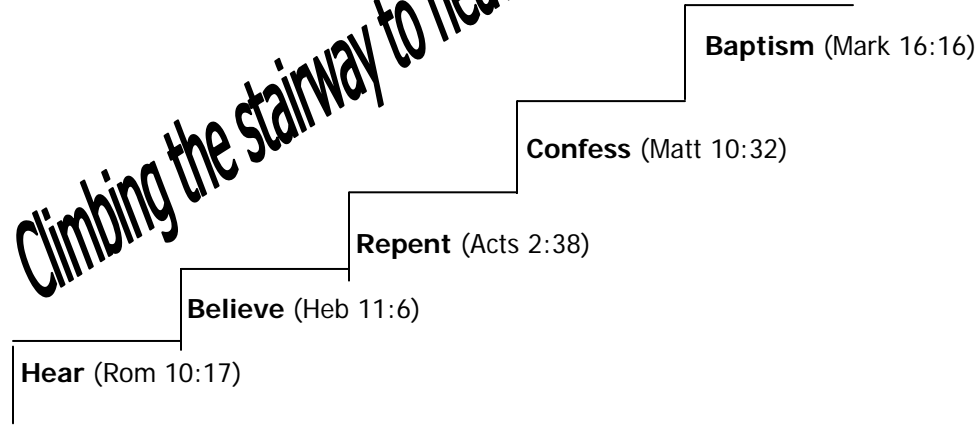 Climbing the stairway to
Baptism (Mark 16:16)
Confess (Matt 10:32)
Repent (Acts 2:38)
Believe (Heb 11:6)
Hear (Rom 10:17)